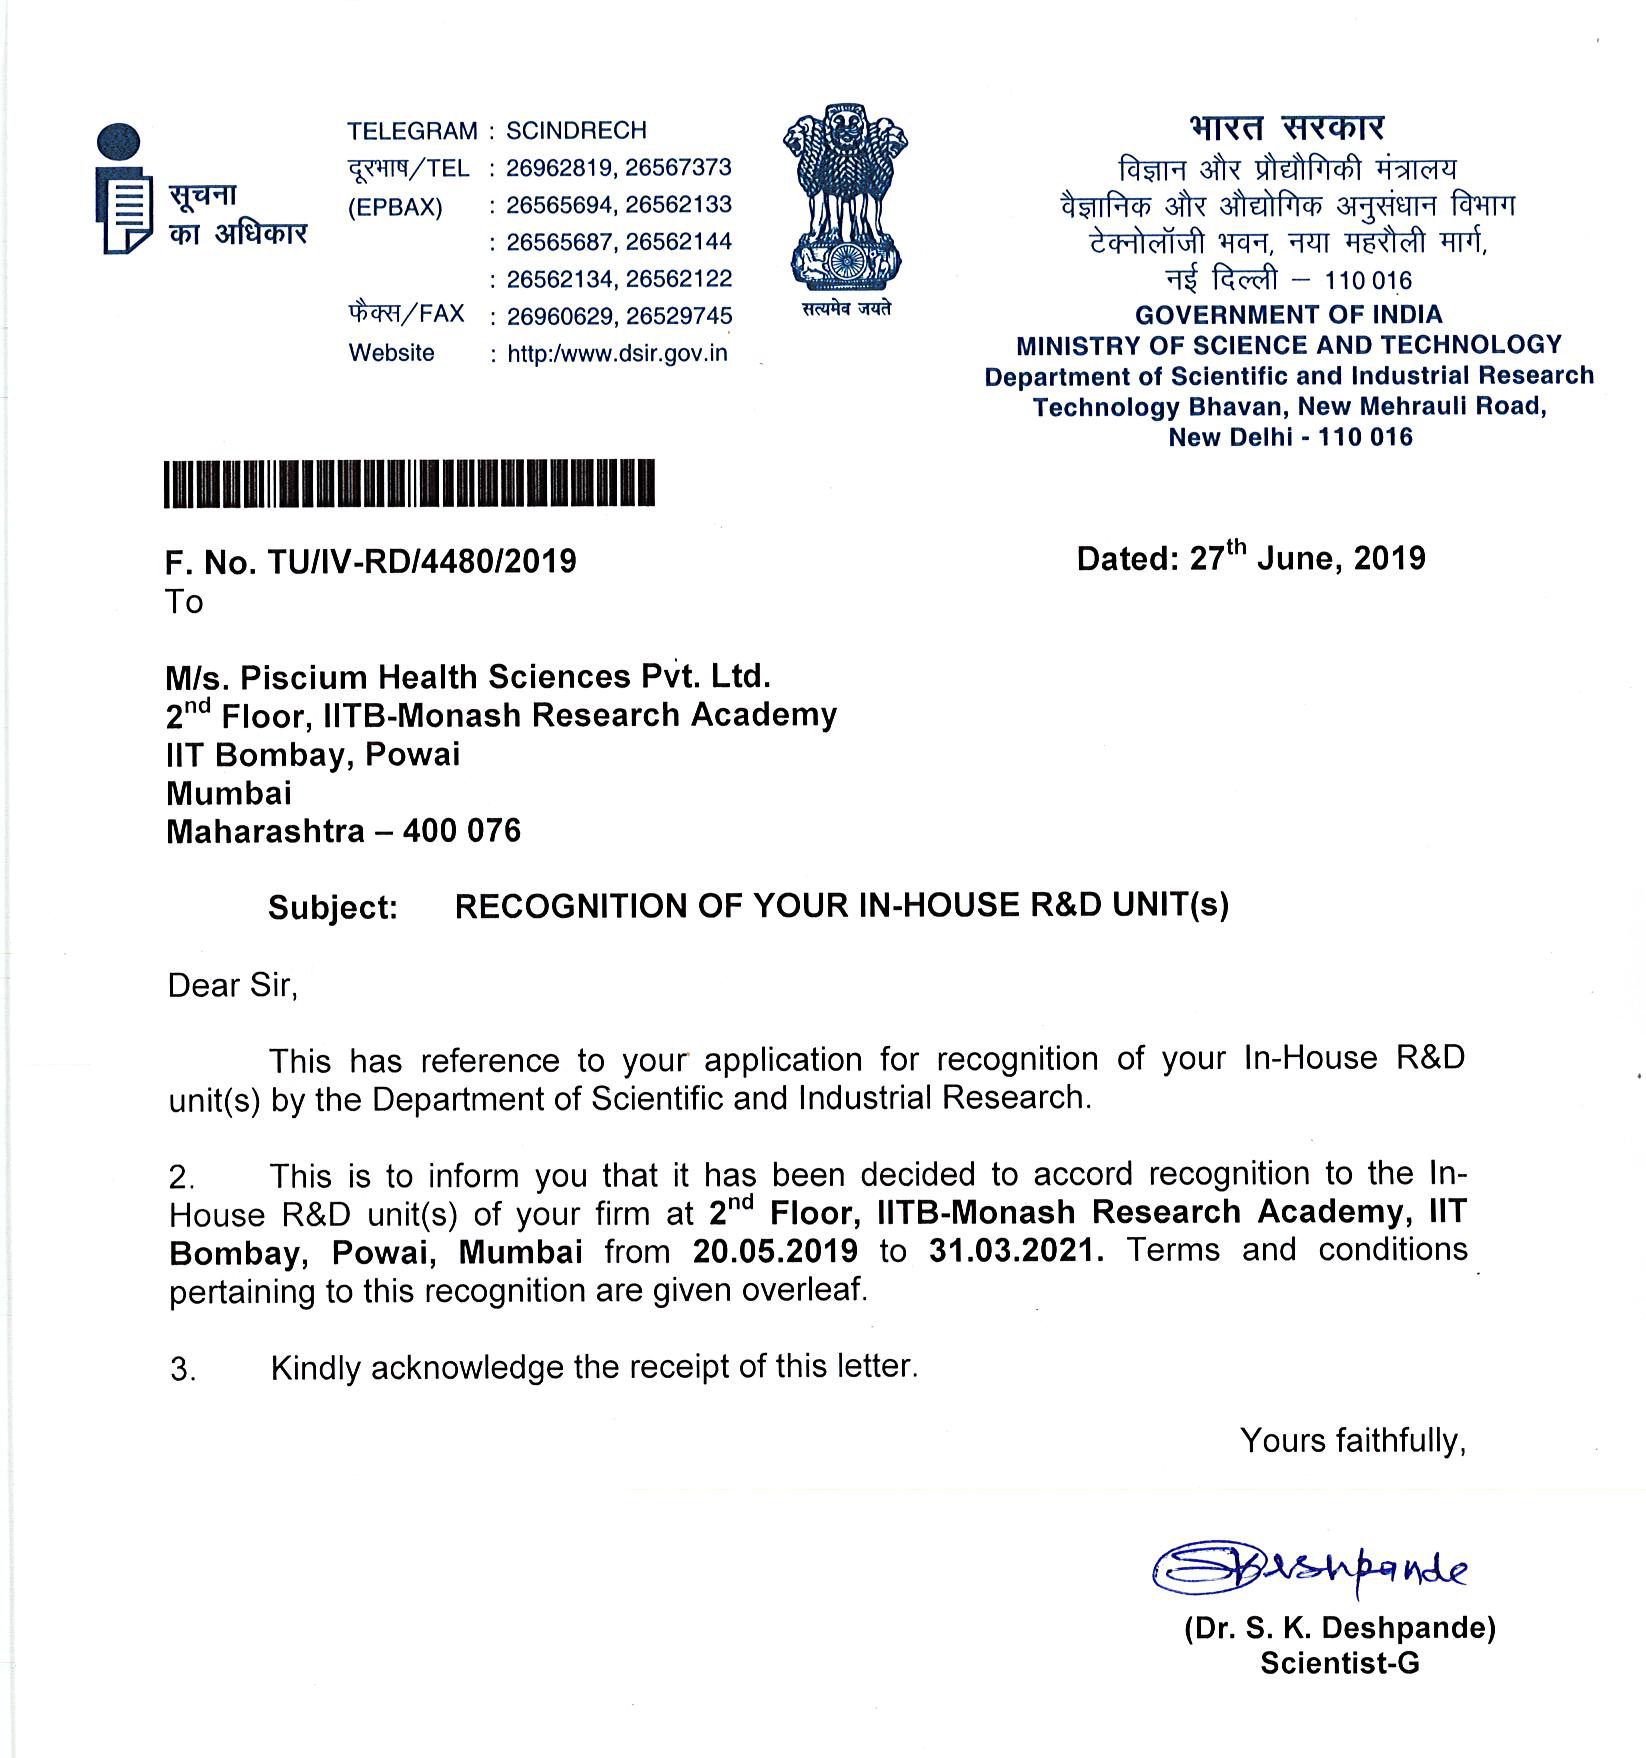 सूचना
का अधिकार
TELEGRAM : SCINDRECH
दूरभाष/TEL : 26962819, 26567373
(EPBAX) : 26565694, 26562133
: 26565687, 26562144
: 26562134, 26562122
फैक्स/FAX : 26960629, 26529745
Website : http:/www.dsir.gov.in
सत्यमेव जयते
भारत सरकार
विज्ञान और प्रौद्यौगिकी मंत्रालय
वैज्ञानिक और औद्योगिक अनुसंधान विभाग
टेक्नोलॉजी भवन, नया महरौली मार्ग,
नई दिल्ली – 110 016
GOVERNMENT OF INDIA
MINISTRY OF SCIENCE AND TECHNOLOGY
Department of Scientific and Industrial Research
Technology Bhavan, New Mehrauli Road,
New Delhi - 110 016
F. No. TU/IV-RD/4480/2019
Dated: 27th June, 2019
To
M/s. Piscium Health Sciences Pvt. Ltd.
2nd Floor, IITB-Monash Research Academy
IIT Bombay, Powai
Mumbai
Maharashtra – 400 076
Subject: RECOGNITION OF YOUR IN-HOUSE R&D UNIT(s)
Dear Sir,
This has reference to your application for recognition of your In-House R&D
unit(s) by the Department of Scientific and Industrial Research.
2. This is to inform you that it has been decided to accord recognition to the In-
House R&D unit(s) of your firm at 2nd Floor, IITB-Monash Research Academy, IIT
Bombay, Powai, Mumbai from 20.05.2019 to 31.03.2021. Terms and conditions
pertaining to this recognition are given overleaf.
3. Kindly acknowledge the receipt of this letter.
Yours faithfully,
SKDeshpande
(Dr. S. K. Deshpande)
Scientist-G